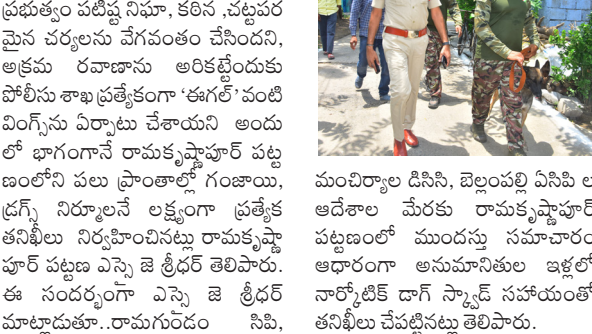 ప్రభుత్వం పటిష్ట నిఘా, కఠిన ,చట్టపర
మైన చర్యలను వేగవంతం చేసిందని,
అక్రమ రవాణాను అరికట్టేందుకు
పోలీసు శాఖ ప్రత్యేకంగా ‘ఈగల్’ వంటి
వింగ్స్‌ను ఏర్పాటు చేశాయని అందు
లో భాగంగానే రామకృష్ణాపూర్ పట్ట
ణంలోని పలు ప్రాంతాల్లో గంజాయి,
డ్రగ్స్ నిర్మూలనే లక్ష్యంగా ప్రత్యేక
తనిఖీలు నిర్వహించినట్లు రామకృష్ణా
పూర్ పట్టణ ఎస్సై జె శ్రీధర్ తెలిపారు.
ఈ సందర్భంగా ఎస్సై జె శ్రీధర్
మాట్లాడుతూ..రామగుండం సిపి,
మంచిర్యాల డిసిసి, బెల్లంపల్లి ఏసిపి ల
ఆదేశాల మేరకు రామకృష్ణాపూర్
పట్టణంలో ముందస్తు సమాచారం
ఆధారంగా అనుమానితుల ఇళ్లలో
నార్కోటిక్ డాగ్ స్క్వాడ్ సహాయంతో
తనిఖీలు చేపట్టినట్లు తెలిపారు.